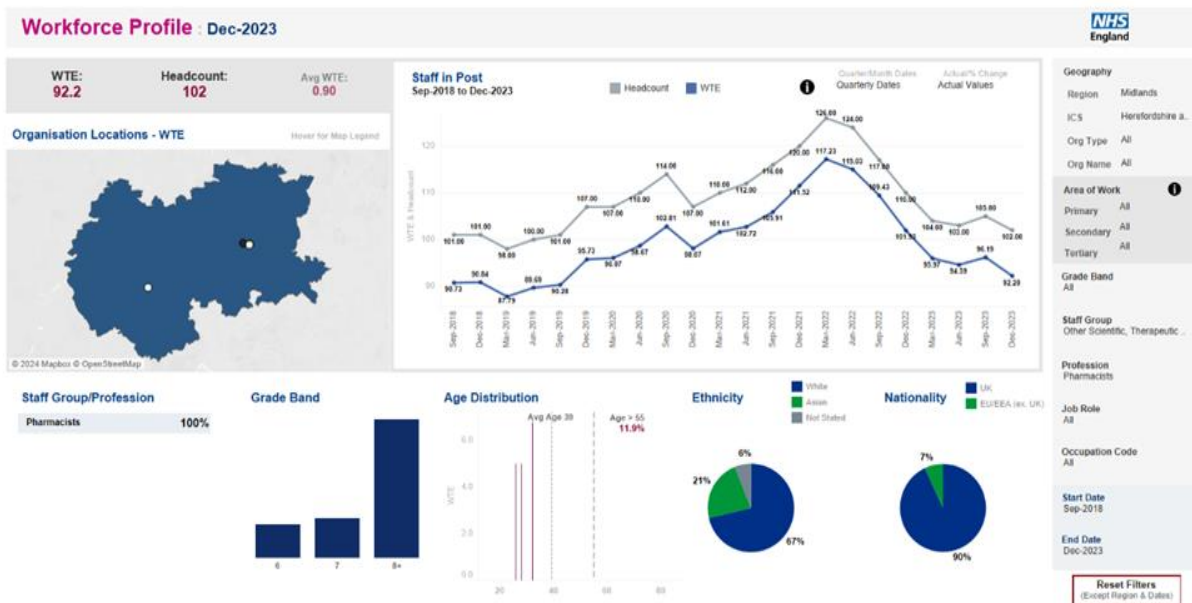 Workforce Profile : Dec-2023
NHS
England
WTE:
92.2
Headcount:
102
Avg WTE:
0.90
Organisation Locations - WTE
Hover for Map Legend
© 2024 Mapbox © OpenStreetMap
Staff in Post
Sep-2018 to Dec-2023
Headcount
WTE
Quarter/Month Dates
Quarterly Dates
Actual/% Change
Actual Values
WTE & Headcount
120
110
100
90
101.00
101.00
98.00
100.00
101.00
107.00
107.00
110.00
114.00
107.00
110.00
112.00
116.00
120.00
126.00
124.00
117.00
110.00
104.00
103.00
105.00
102.00
90.73
90.84
87.79
90.28
95.73
96.97
98.67
102.81
98.07
101.61
102.72
105.91
111.52
117.23
115.03
109.43
95.97
94.39
96.15
92.20
Sep-2018
Dec-2018
Mar-2019
Jun-2019
Sep-2019
Dec-2019
Mar-2020
Jun-2020
Sep-2020
Dec-2020
Mar-2021
Jun-2021
Sep-2021
Dec-2021
Mar-2022
Jun-2022
Sep-2022
Dec-2022
Mar-2023
Jun-2023
Sep-2023
Dec-2023
Geography
Region Midlands
ICS Herefordshire a..
Org Type All
Org Name All
Area of Work
Primary All
Secondary All
Tertiary All
Grade Band
All
Staff Group
Other Scientific, Therapeutic ..
Profession
Pharmacists
Job Role
All
Occupation Code
All
Start Date
Sep-2018
End Date
Dec-2023
Reset Filters
(Except Region & Dates)
Staff Group/Profession
Pharmacists 100%
Grade Band
6
7
8+
Age Distribution
Avg Age 39
Age > 55
11.9%
WTE
6.0
4.0
2.0
0.0
20
40
60
80
Ethnicity
White
Asian
Not Stated
6%
21%
67%
Nationality
UK
EU/EEA (ex. UK)
7%
90%